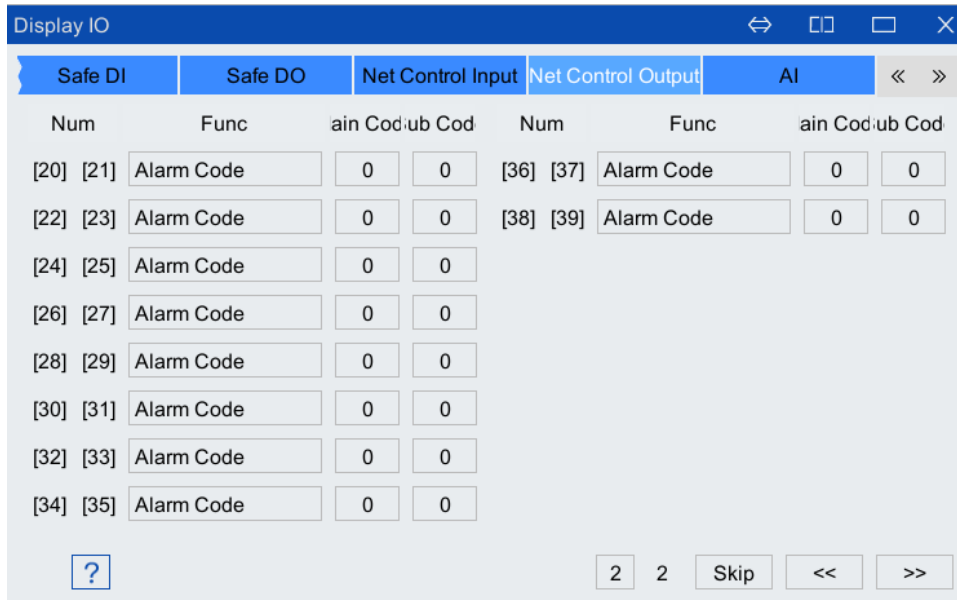 Display IO
Safe DI Safe DO Net Control Input Net Control Output AI « »
Num Func ain Cod ub Cod Num Func ain Cod ub Cod
[20] [21] Alarm Code 0 0 [36] [37] Alarm Code 0 0
[22] [23] Alarm Code 0 0 [38] [39] Alarm Code 0 0
[24] [25] Alarm Code 0 0
[26] [27] Alarm Code 0 0
[28] [29] Alarm Code 0 0
[30] [31] Alarm Code 0 0
[32] [33] Alarm Code 0 0
[34] [35] Alarm Code 0 0
? 2 2 Skip << >>